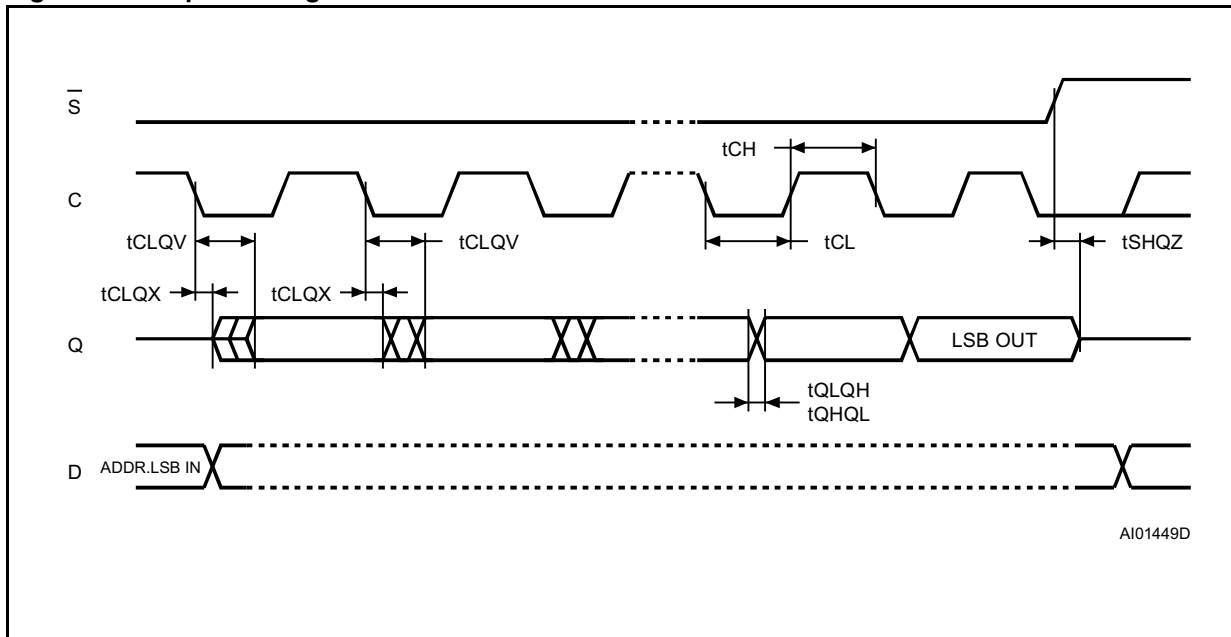 S
tCH
C
tCLQV
tCLQV
tCL
tSHQZ
tCLQX
tCLQX
Q
LSB OUT
tQLQH
tQHQL
D
ADDR.LSB IN
AI01449D